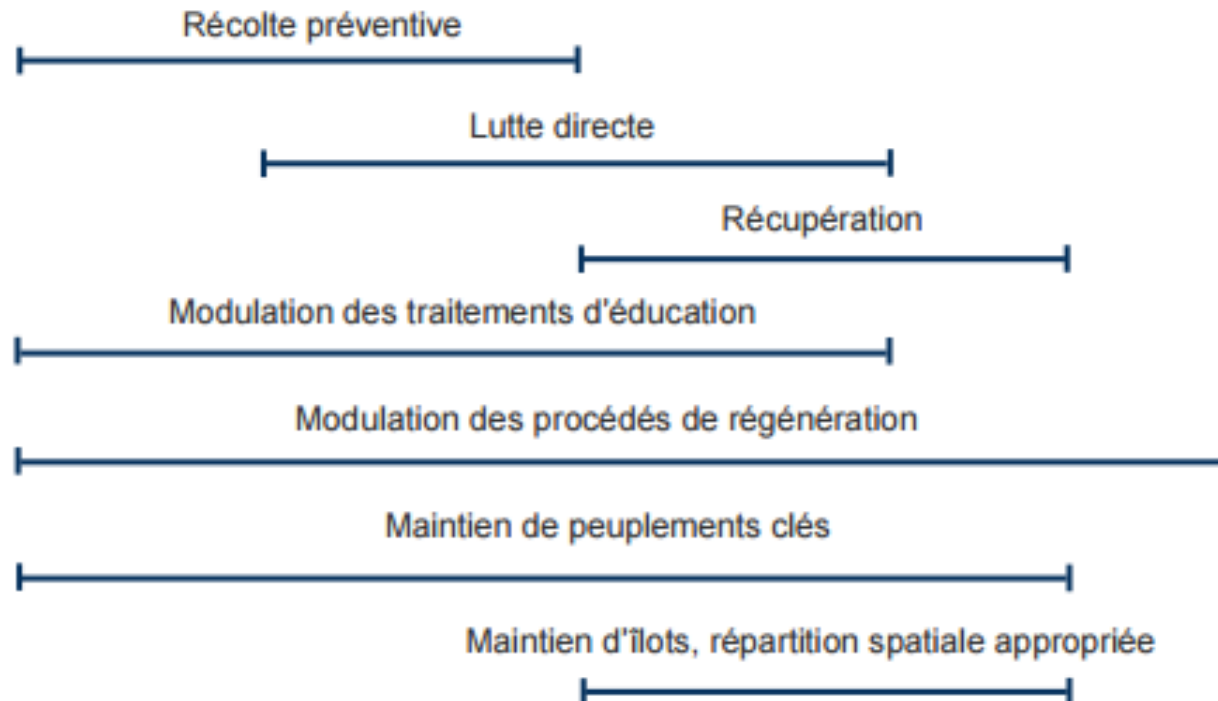 Récolte préventive
Lutte directe
Récupération
Modulation des traitements d'éducation
Modulation des procédés de régénération
Maintien de peuplements clés
Maintien d'îlots, répartition spatiale appropriée